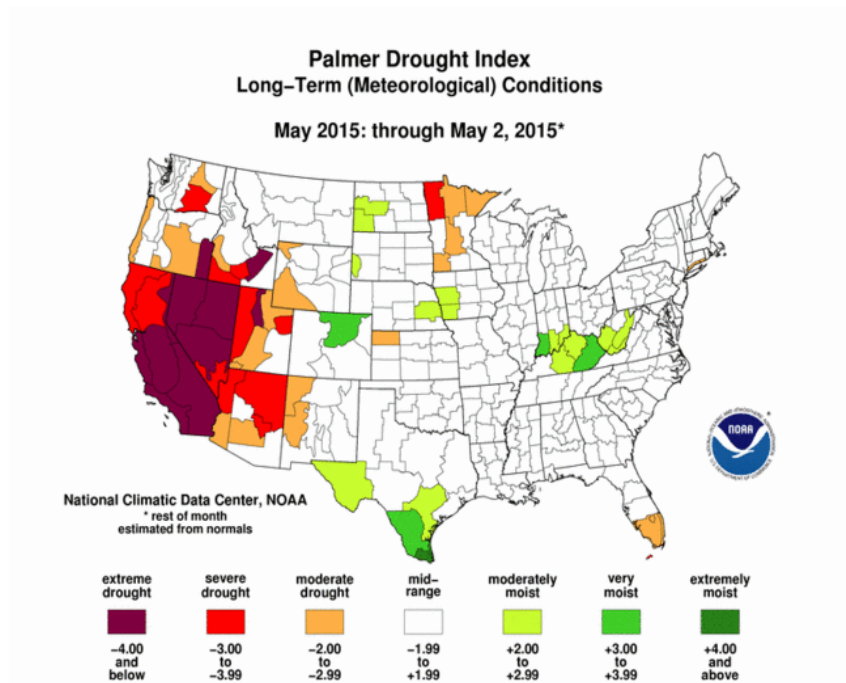 Palmer Drought Index
Long-Term (Meteorological) Conditions
May 2015: through May 2, 2015*
NOAA
National Climatic Data Center, NOAA
* rest of month
estimated from normals
extreme drought
severe drought
moderate drought
mid-range
moderately moist
very moist
extremely moist
-4.00 and below
-3.00 to -3.99
-2.00 to -2.99
-1.99 to +1.99
+2.00 to +2.99
+3.00 to +3.99
+4.00 and above